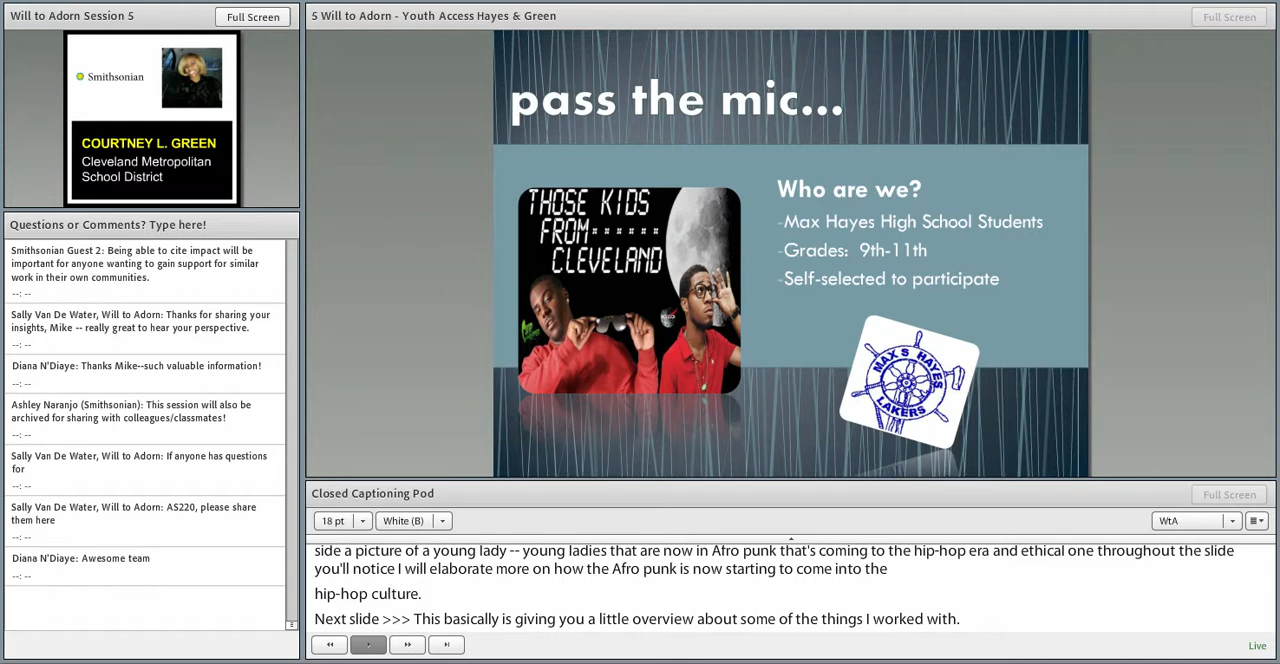 Will to Adorn Session 5
Full Screen
Smithsonian
COURTNEY L. GREEN
Cleveland Metropolitan
School District
Questions or Comments? Type here!
Smithsonian Guest 2: Being able to cite impact will be
important for anyone wanting to gain support for similar
work in their own communities.
--: --
Sally Van De Water, Will to Adorn: Thanks for sharing your
insights, Mike -- really great to hear your perspective.
--: --
Diana N'Diaye: Thanks Mike--such valuable information!
--: --
Ashley Naranjo (Smithsonian): This session will also be
archived for sharing with colleagues/classmates!
--: --
Sally Van De Water, Will to Adorn: If anyone has questions
for
--: --
Sally Van De Water, Will to Adorn: AS220, please share
them here
--: --
Diana N'Diaye: Awesome team
--: --
5 Will to Adorn - Youth Access Hayes & Green
Full Screen
pass the mic...
THOSE KIDS
FROM......
CLEVELAND
Who are we?
-Max Hayes High School Students
-Grades: 9th-11th
-Self-selected to participate
MAX S HAYES
LAKERS
Closed Captioning Pod
Full Screen
18 pt
White (B)
WtA
side a picture of a young lady -- young ladies that are now in Afro punk that's coming to the hip-hop era and ethical one throughout the slide
you'll notice I will elaborate more on how the Afro punk is now starting to come into the
hip-hop culture.
Next slide >>> This basically is giving you a little overview about some of the things I worked with.
Live